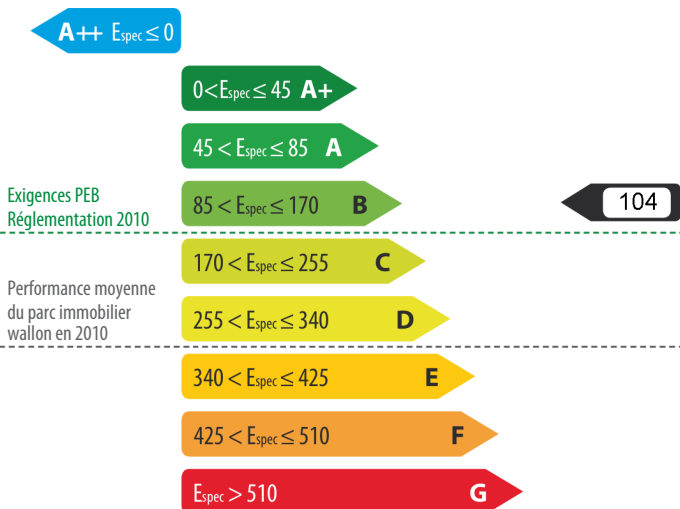 A++ Espec ≤ 0
0<Espec ≤ 45 A+
45 < Espec ≤ 85 A
Exigences PEB
Réglementation 2010
85 < Espec ≤ 170 B
104
170 < Espec ≤ 255 C
Performance moyenne
du parc immobilier
wallon en 2010
255 < Espec ≤ 340 D
340 < Espec ≤ 425 E
425 < Espec ≤ 510 F
Espec > 510 G